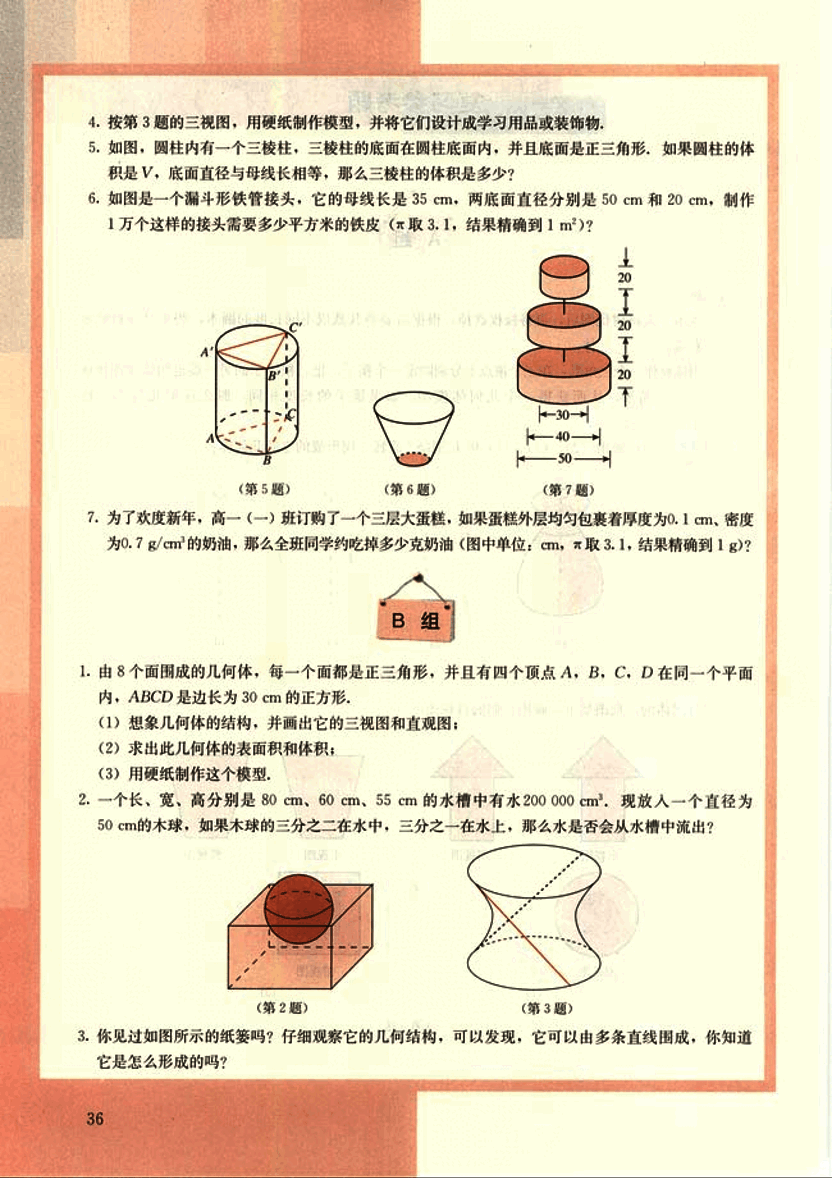 4. 按第 3 题的三视图，用硬纸制作模型，并将它们设计成学习用品或装饰物.
5. 如图，圆柱内有一个三棱柱，三棱柱的底面在圆柱底面内，并且底面是正三角形. 如果圆柱的体
积是 V，底面直径与母线长相等，那么三棱柱的体积是多少？
6. 如图是一个漏斗形铁管接头，它的母线长是 35 cm，两底面直径分别是 50 cm 和 20 cm，制作
1 万个这样的接头需要多少平方米的铁皮（π取 3.1，结果精确到 1 m²）？
A'
C'
B'
A
C
B
20
20
20
30
40
50
（第 5 题）
（第 6 题）
（第 7 题）
7. 为了欢度新年，高一（一）班订购了一个三层大蛋糕，如果蛋糕外层均匀包裹着厚度为0.1 cm、密度
为0.7 g/cm³的奶油，那么全班同学约吃掉多少克奶油（图中单位：cm，π取 3.1，结果精确到 1 g）？
B 组
1. 由 8 个面围成的几何体，每一个面都是正三角形，并且有四个顶点 A，B，C，D 在同一个平面
内，ABCD 是边长为 30 cm 的正方形.
（1）想象几何体的结构，并画出它的三视图和直观图；
（2）求出此几何体的表面积和体积；
（3）用硬纸制作这个模型.
2. 一个长、宽、高分别是 80 cm、60 cm、55 cm 的水槽中有水200 000 cm³. 现放入一个直径为
50 cm的木球，如果木球的三分之二在水中，三分之一在水上，那么水是否会从水槽中流出？
（第 2 题）
（第 3 题）
3. 你见过如图所示的纸篓吗？仔细观察它的几何结构，可以发现，它可以由多条直线围成，你知道
它是怎么形成的吗？
36